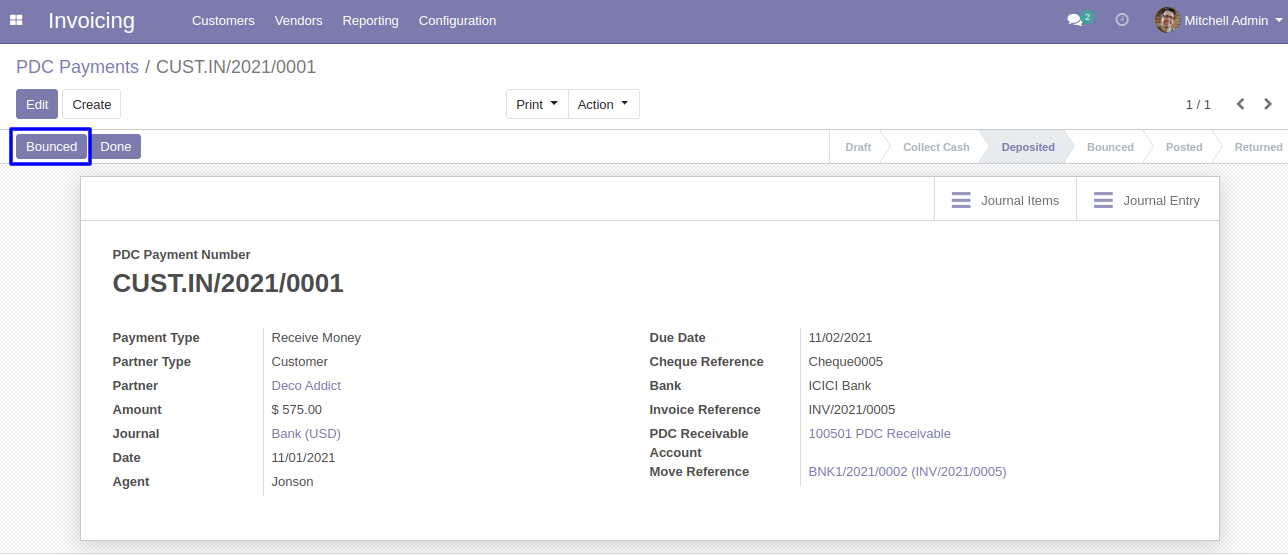 Invoicing Customers Vendors Reporting Configuration 2 Mitchell Admin
PDC Payments / CUST.IN/2021/0001
Edit Create Print Action 1 / 1
Bounced Done Draft Collect Cash Deposited Bounced Posted Returned
Journal Items Journal Entry
PDC Payment Number
CUST.IN/2021/0001
Payment Type Receive Money
Partner Type Customer
Partner Deco Addict
Amount $ 575.00
Journal Bank (USD)
Date 11/01/2021
Agent Jonson
Due Date 11/02/2021
Cheque Reference Cheque0005
Bank ICICI Bank
Invoice Reference INV/2021/0005
PDC Receivable 100501 PDC Receivable
Account
Move Reference BNK1/2021/0002 (INV/2021/0005)